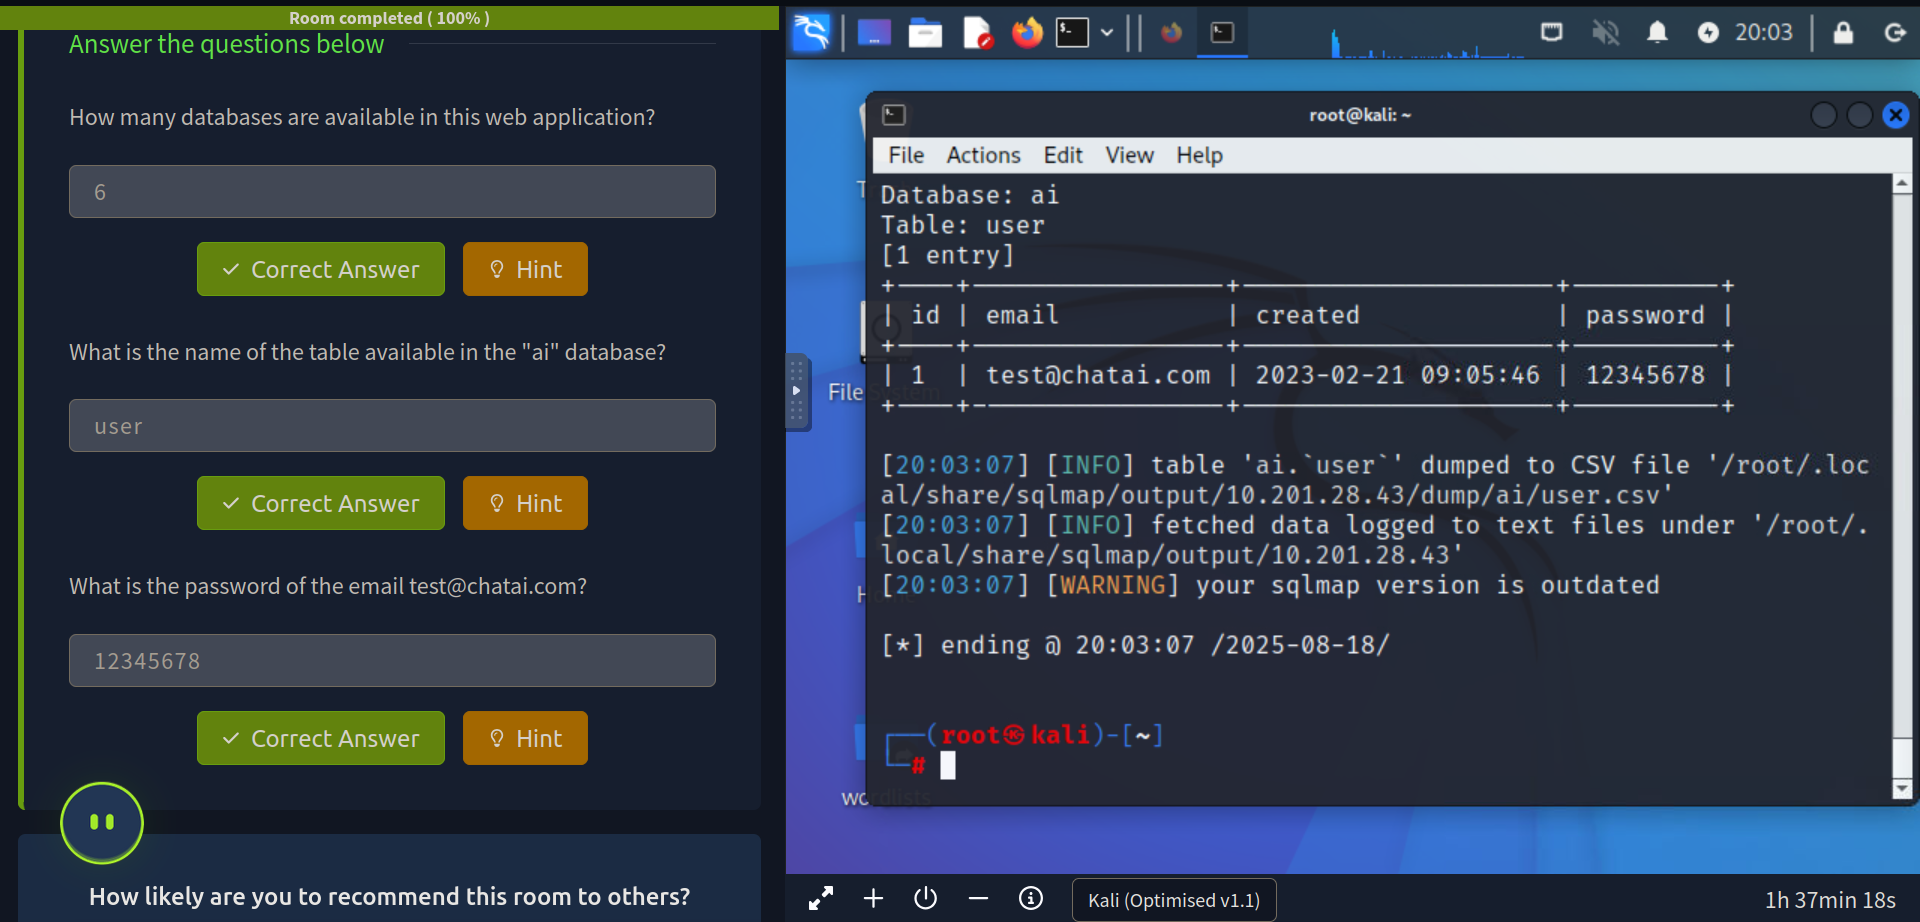 Room completed ( 100% )
Answer the questions below
How many databases are available in this web application?
6
Correct Answer
Hint
What is the name of the table available in the "ai" database?
user
Correct Answer
Hint
What is the password of the email test@chatai.com?
12345678
Correct Answer
Hint
How likely are you to recommend this room to others?
20:03
root@kali: ~
File Actions Edit View Help
Database: ai
Table: user
[1 entry]
+----+-----------------+---------------------+----------+
| id | email | created | password |
+----+-----------------+---------------------+----------+
| 1 | test@chatai.com | 2023-02-21 09:05:46 | 12345678 |
+----+-----------------+---------------------+----------+
[20:03:07] [INFO] table 'ai.`user`' dumped to CSV file '/root/.loc
al/share/sqlmap/output/10.201.28.43/dump/ai/user.csv'
[20:03:07] [INFO] fetched data logged to text files under '/root/.
local/share/sqlmap/output/10.201.28.43'
[20:03:07] [WARNING] your sqlmap version is outdated
[*] ending @ 20:03:07 /2025-08-18/
┌──(root㉿kali)-[~]
└─#
File System
wordlists
Kali (Optimised v1.1)
1h 37min 18s